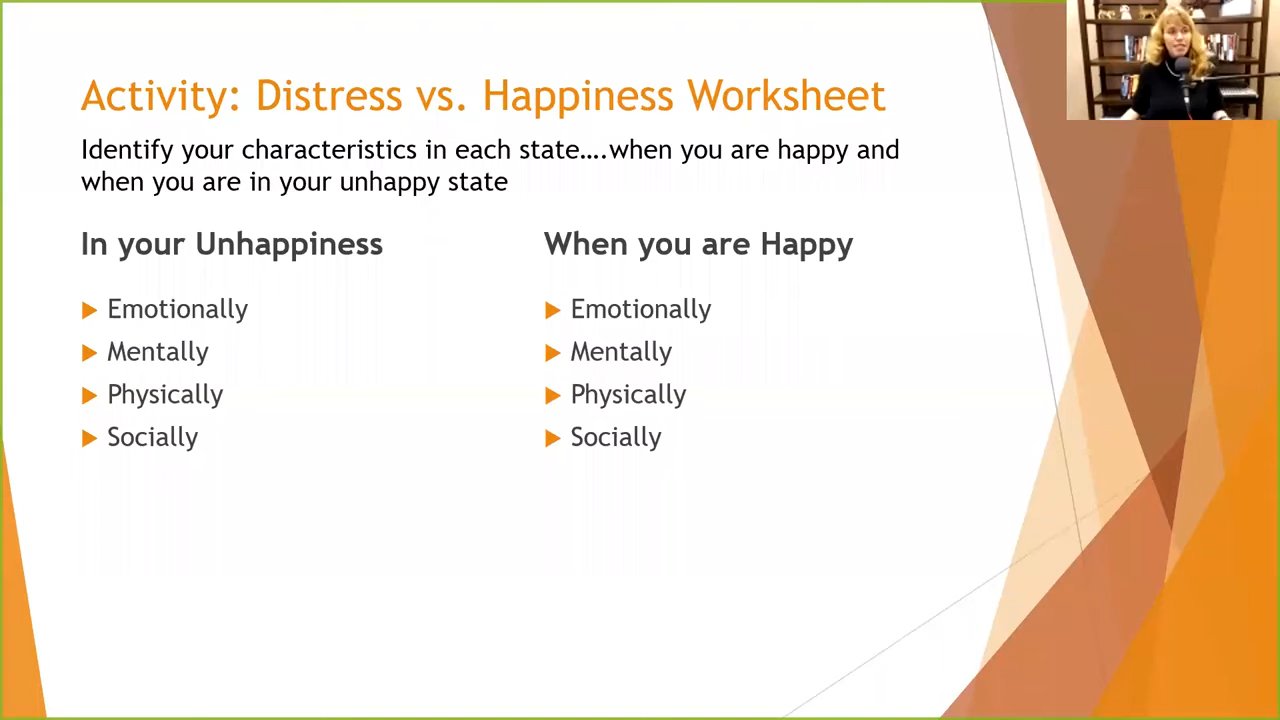 Activity: Distress vs. Happiness Worksheet
Identify your characteristics in each state….when you are happy and
when you are in your unhappy state
In your Unhappiness
Emotionally
Mentally
Physically
Socially
When you are Happy
Emotionally
Mentally
Physically
Socially